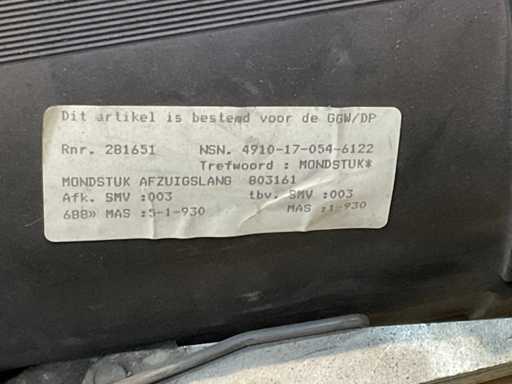 Dit artikel is bestemd voor de GGW/DP
Rnr. 281651 NSN. 4910-17-054-6122
Trefwoord : MONDSTUK*
MONDSTUK AFZUIGSLANG 803161
Afk. SMV :003 tbv. SMV :003
6BB» MAS :5-1-930 MAS :1-930